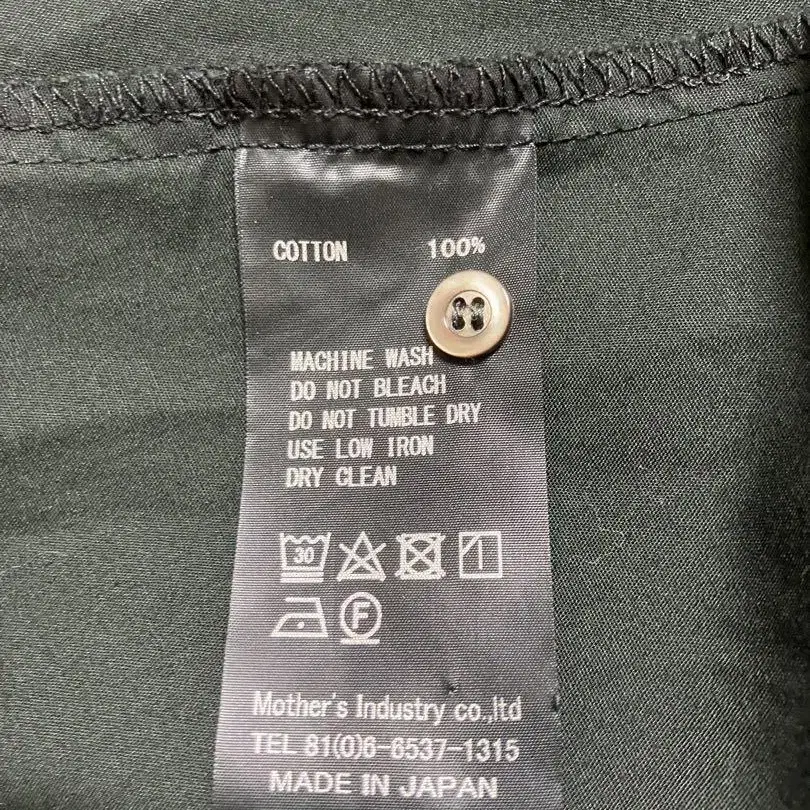 COTTON 100%
MACHINE WASH
DO NOT BLEACH
DO NOT TUMBLE DRY
USE LOW IRON
DRY CLEAN
30
F
Mother's Industry co.,ltd
TEL 81(0)6-6537-1315
MADE IN JAPAN